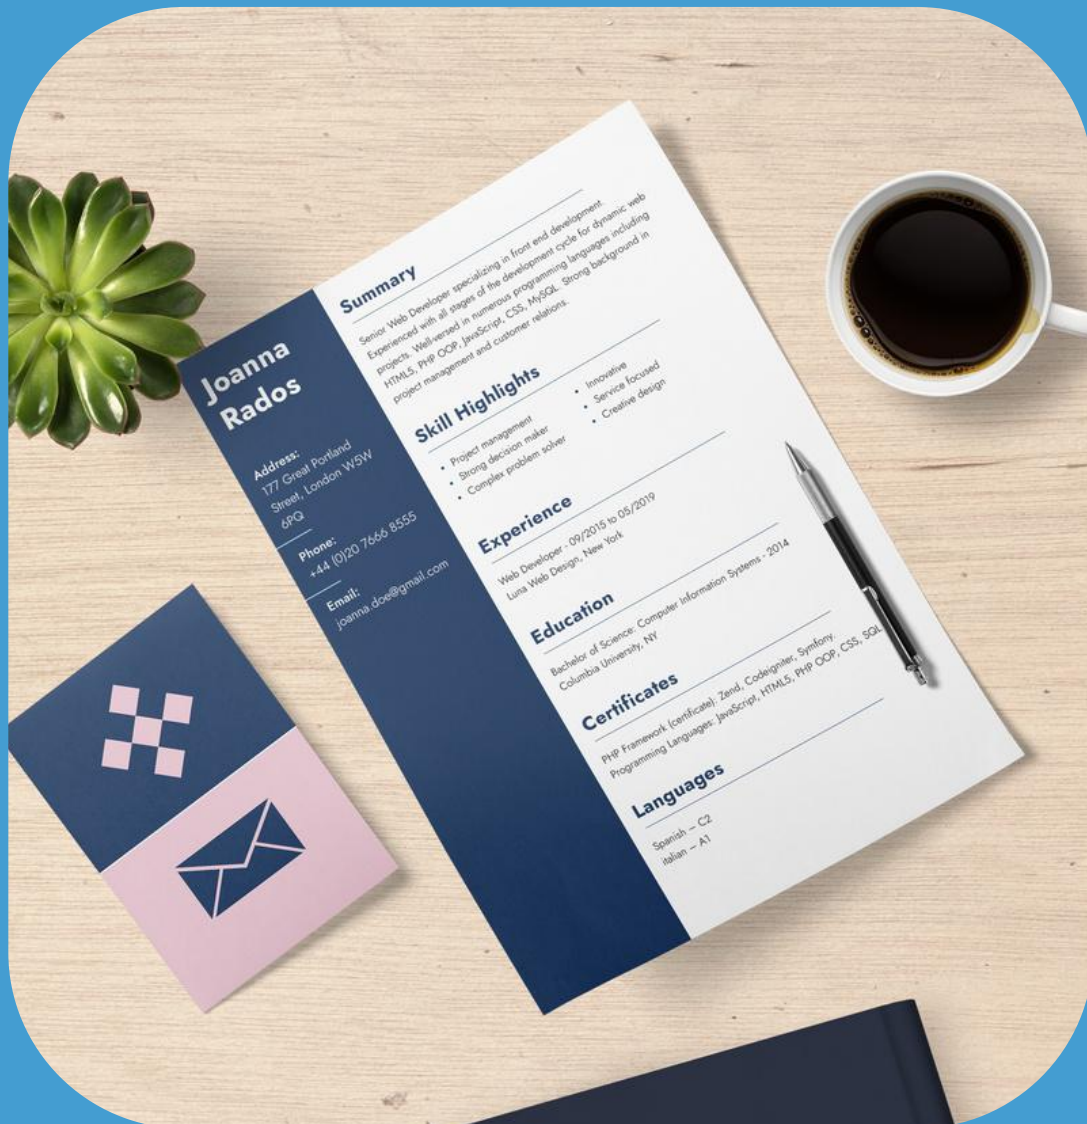 Joanna
Rados
Address:
177 Great Portland
Street, London W5W
6PQ
Phone:
+44 (0)20 7666 8555
Email:
joanna.doe@gmail.com
Summary
Senior Web Developer specializing in front end development.
Experienced with all stages of the development cycle for dynamic web
projects. Well-versed in numerous programming languages including
HTML5, PHP OOP, JavaScript, CSS, MySQL. Strong background in
project management and customer relations.
Skill Highlights
• Project management
• Strong decision maker
• Complex problem solver
• Innovative
• Service focused
• Creative design
Experience
Web Developer - 09/2015 to 05/2019
Luna Web Design, New York
Education
Bachelor of Science: Computer Information Systems - 2014
Columbia University, NY
Certificates
PHP Framework (certificate): Zend, Codeigniter, Symfony.
Programming Languages: JavaScript, HTML5, PHP OOP, CSS, SQL
Languages
Spanish – C2
italian – A1